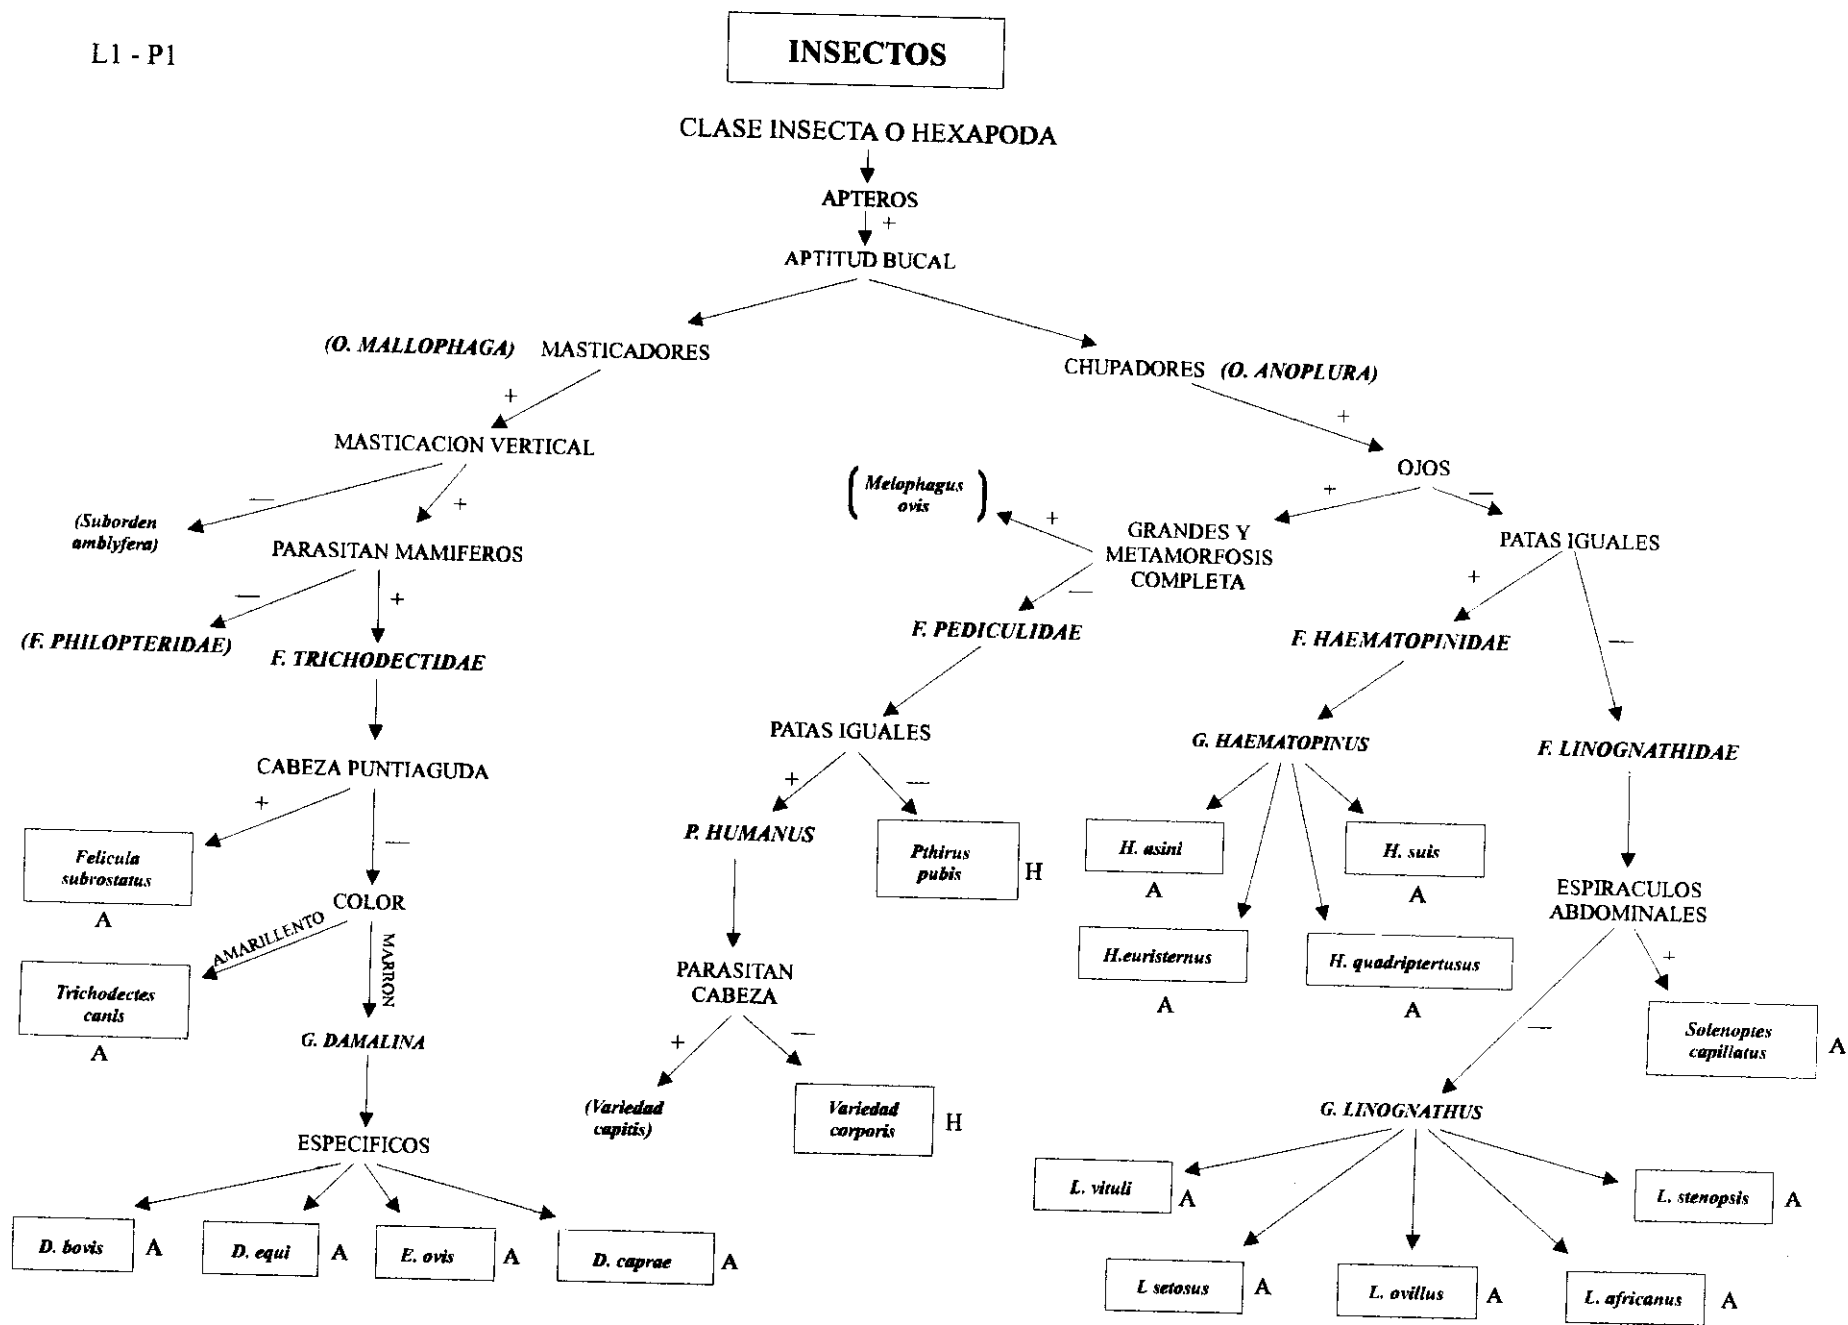 L1 - P1
INSECTOS
CLASE INSECTA O HEXAPODA
APTEROS
+
APTITUD BUCAL
(O. MALLOPHAGA) MASTICADORES
CHUPADORES (O. ANOPLURA)
+
+
MASTICACION VERTICAL
OJOS
—
+
+
—
(Suborden
amblyfera)
PARASITAN MAMIFEROS
(Melophagus
ovis)
+
GRANDES Y
METAMORFOSIS
COMPLETA
PATAS IGUALES
—
+
—
+
—
(F. PHILOPTERIDAE)
F. TRICHODECTIDAE
F. PEDICULIDAE
F. HAEMATOPINIDAE
CABEZA PUNTIAGUDA
PATAS IGUALES
G. HAEMATOPINUS
F. LINOGNATHIDAE
+
—
+
—
Felicula
subrostatus
A
COLOR
P. HUMANUS
Pthirus
pubis
H
H. asini
A
H. suis
A
ESPIRACULOS
ABDOMINALES
AMARILLENTO
MARRON
Trichodectes
canis
A
PARASITAN
CABEZA
H.euristernus
A
H. quadriptertusus
A
—
+
Solenoptes
capillatus
A
G. DAMALINA
+
—
(Variedad
capitis)
Variedad
corporis
H
G. LINOGNATHUS
ESPECIFICOS
L. vituli
A
L. stenopsis
A
D. bovis
A
D. equi
A
E. ovis
A
D. caprae
A
L setosus
A
L. ovillus
A
L. africanus
A